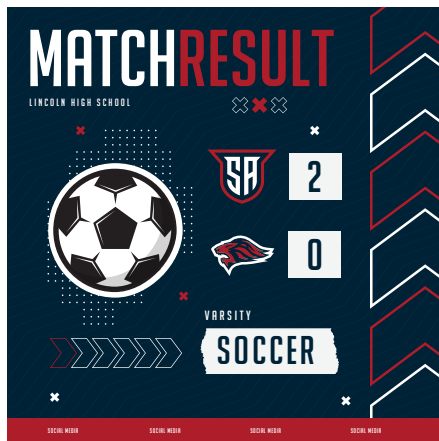 MATCHRESULT
LINCOLN HIGH SCHOOL
SA 2
0
VARSITY
SOCCER
SOCIAL MEDIA SOCIAL MEDIA SOCIAL MEDIA SOCIAL MEDIA